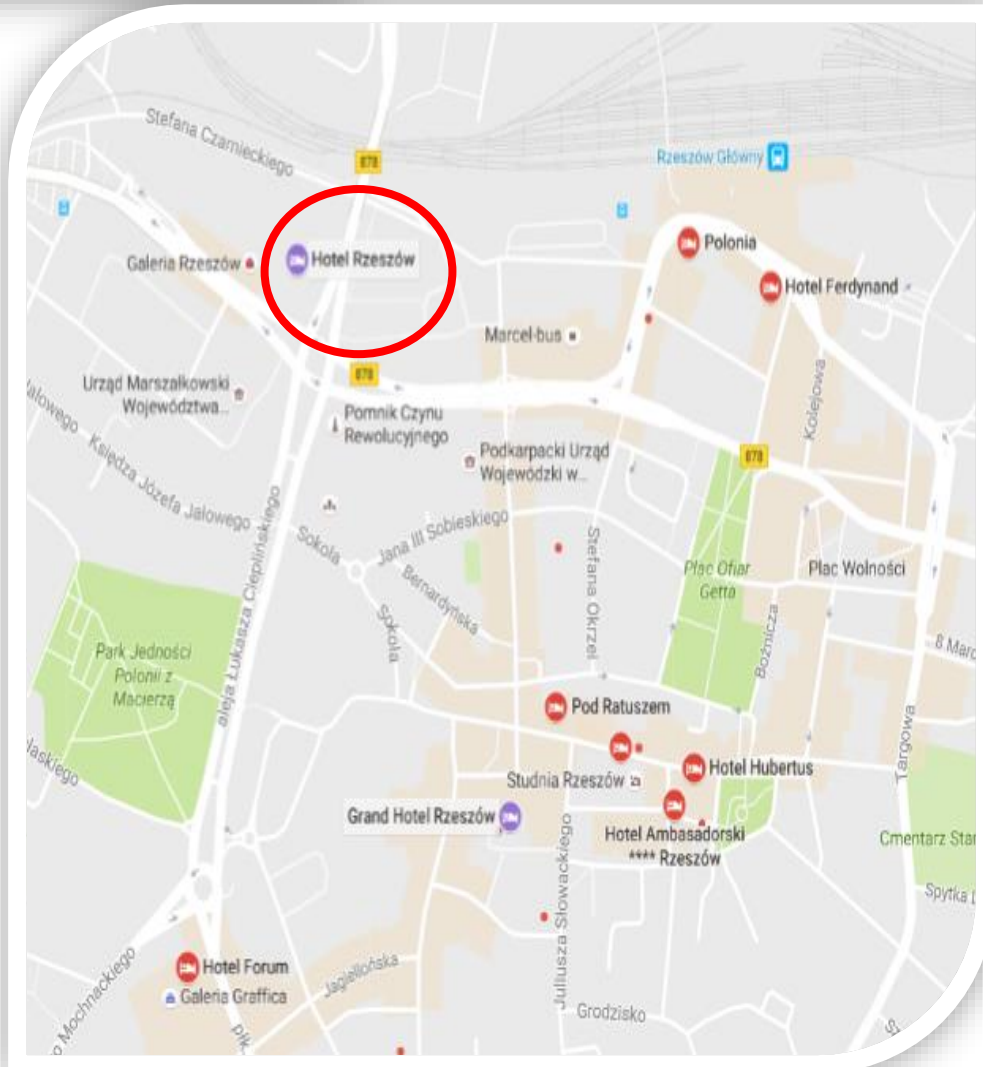 Stefana Czarnieckiego
878
Rzeszów Główny
Polonia
Galeria Rzeszów
Hotel Rzeszów
Hotel Ferdynand
Marcel-bus
878
Urząd Marszałkowski
Województwa...
Kolejowa
Pomnik Czynu
Rewolucyjnego
Podkarpacki Urząd
Wojewódzki w...
878
Księdza Józefa Jałowego
Jana III Sobieskiego
Sokoła
Bernardyńska
Stefana Okrzei
Plac Ofiar
Getta
Plac Wolności
Sokoła
Bożnicza
Park Jedności
Polonii z
Macierzą
aleja Łukasza Cieplińskiego
8 Marc
Targowa
Pod Ratuszem
Studnia Rzeszów
Hotel Hubertus
Grand Hotel Rzeszów
Hotel Ambasadorski
**** Rzeszów
Cmentarz Star
Juliusza Słowackiego
Spytka L
Hotel Forum
Galeria Graffica
Jagiellońska
Mochnackiego
Grodzisko
płk.